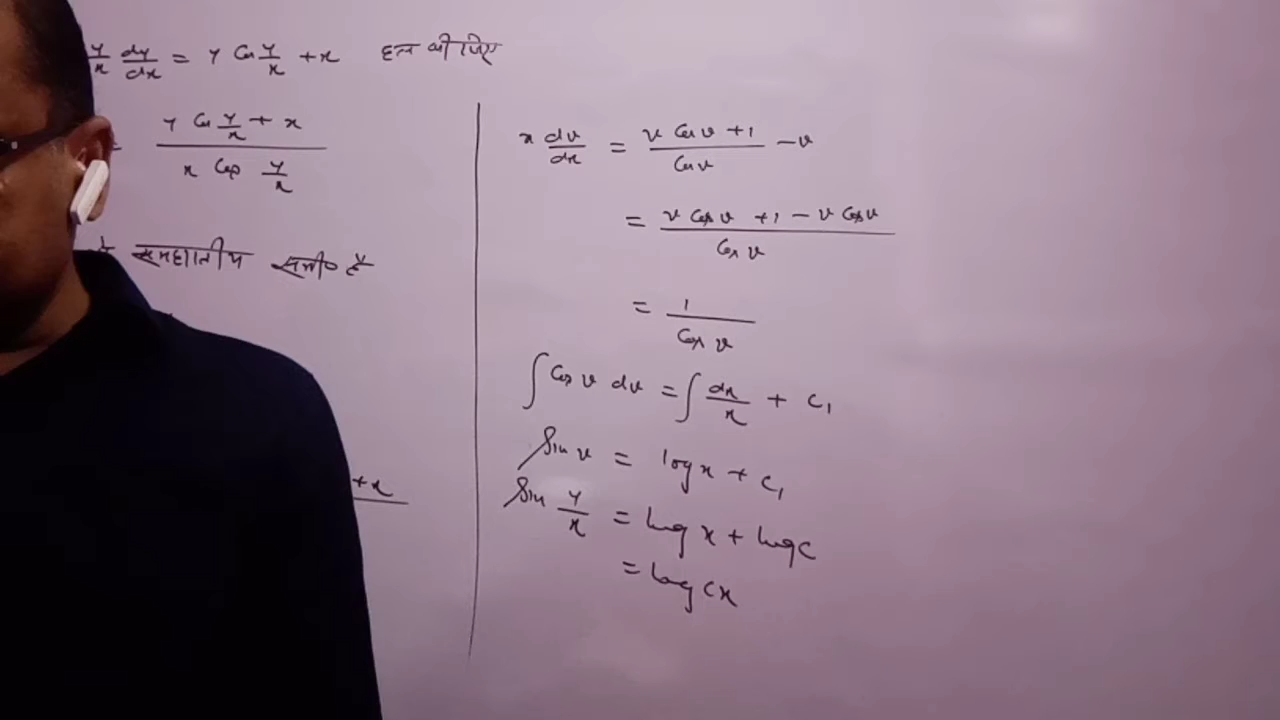 y/x dy/dx = y Cos y/x + x हल कीजिए
y Cos y/x + x / x Cos y/x
समघातीय समी० है
+x
x dv/dx = v Cos v + 1 / Cos v - v
= v Cos v + 1 - v Cos v / Cos v
= 1 / Cos v
∫ Cos v dv = ∫ dx/x + C₁
Sin v = log x + C₁
Sin y/x = log x + log C
= log Cx